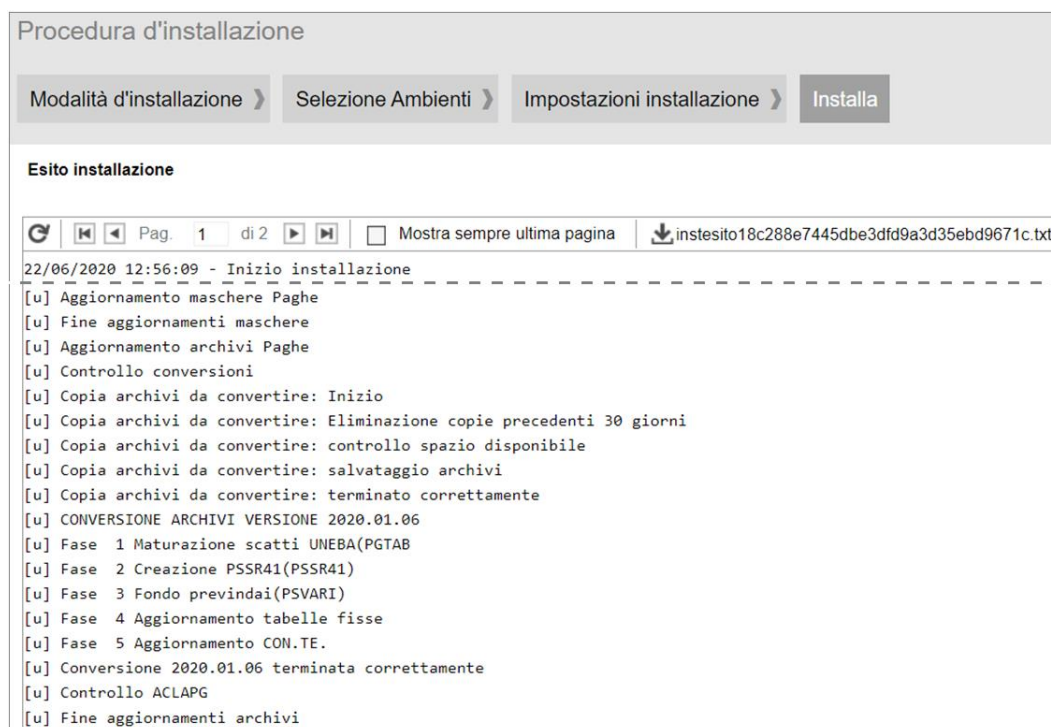 Procedura d'installazione
Modalità d'installazione ❯ Selezione Ambienti ❯ Impostazioni installazione ❯ Installa
Esito installazione
Pag. 1 di 2 Mostra sempre ultima pagina instesito18c288e7445dbe3dfd9a3d35ebd9671c.txt
22/06/2020 12:56:09 - Inizio installazione
[u] Aggiornamento maschere Paghe
[u] Fine aggiornamenti maschere
[u] Aggiornamento archivi Paghe
[u] Controllo conversioni
[u] Copia archivi da convertire: Inizio
[u] Copia archivi da convertire: Eliminazione copie precedenti 30 giorni
[u] Copia archivi da convertire: controllo spazio disponibile
[u] Copia archivi da convertire: salvataggio archivi
[u] Copia archivi da convertire: terminato correttamente
[u] CONVERSIONE ARCHIVI VERSIONE 2020.01.06
[u] Fase  1 Maturazione scatti UNEBA(PGTAB
[u] Fase  2 Creazione PSSR41(PSSR41)
[u] Fase  3 Fondo previndai(PSVARI)
[u] Fase  4 Aggiornamento tabelle fisse
[u] Fase  5 Aggiornamento CON.TE.
[u] Conversione 2020.01.06 terminata correttamente
[u] Controllo ACLAPG
[u] Fine aggiornamenti archivi